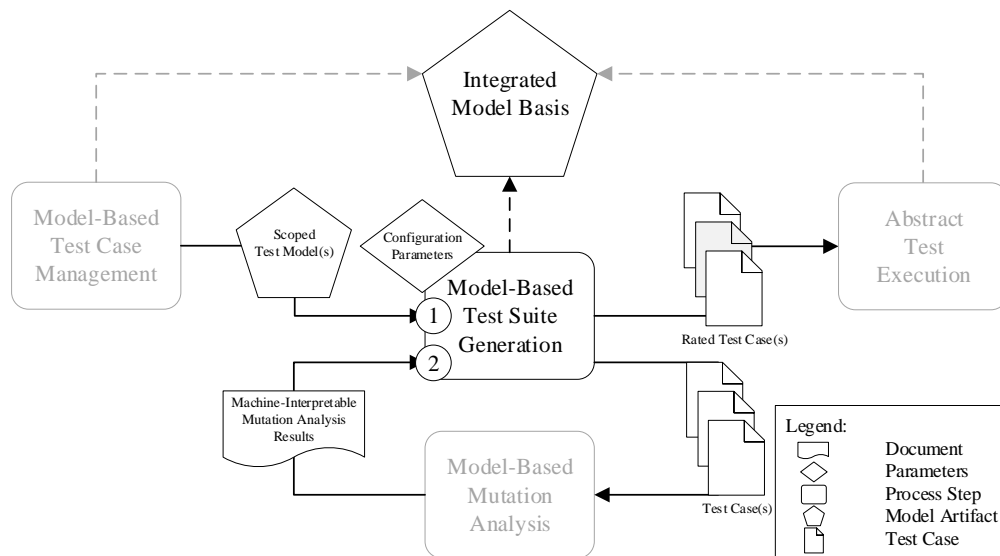 Integrated
Model Basis
Model-Based
Test Case
Management
Scoped
Test Model(s)
Configuration
Parameters
Abstract
Test
Execution
1
Model-Based
Test Suite
Generation
2
Rated Test Case(s)
Machine-Interpretable
Mutation Analysis
Results
Model-Based
Mutation
Analysis
Test Case(s)
Legend:
Document
Parameters
Process Step
Model Artifact
Test Case